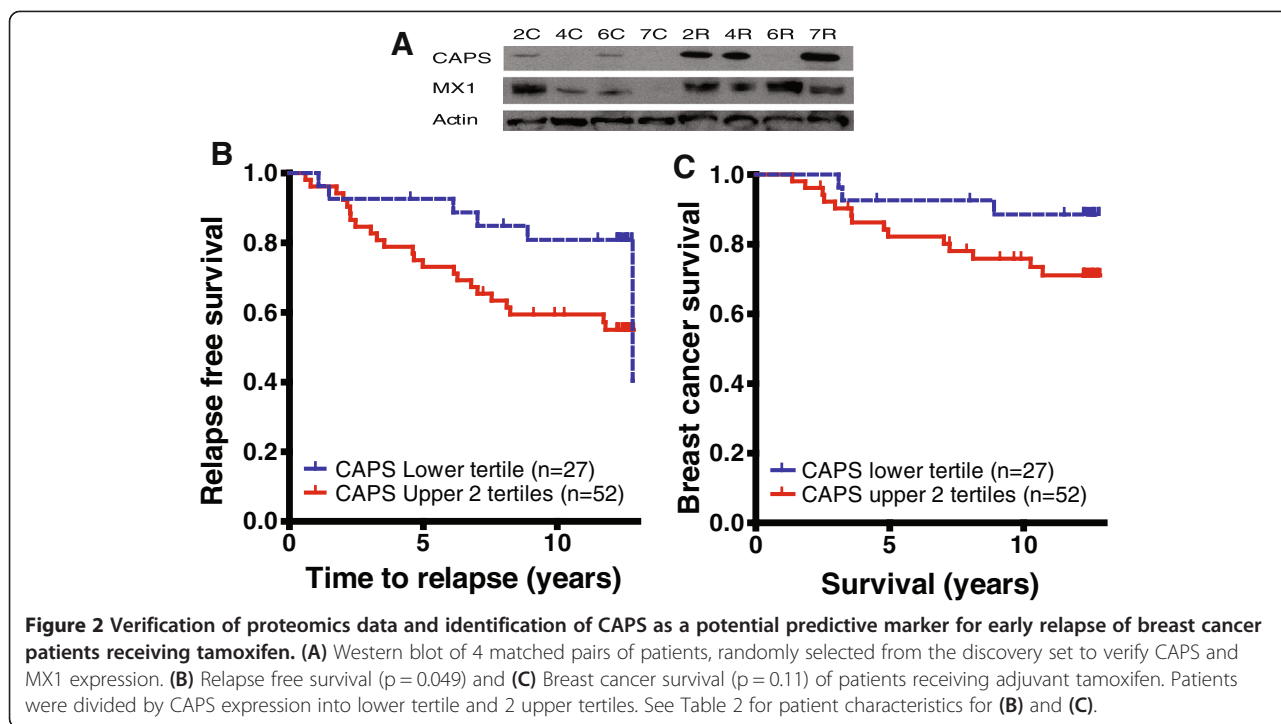 A
2C 4C 6C 7C 2R 4R 6R 7R
CAPS
MX1
Actin
B
Relapse free survival
1.0
0.8
0.6
0.4
0.2
0.0
CAPS Lower tertile (n=27)
CAPS Upper 2 tertiles (n=52)
0 5 10
Time to relapse (years)
C
Breast cancer survival
1.0
0.8
0.6
0.4
0.2
0.0
CAPS lower tertile (n=27)
CAPS upper 2 tertiles (n=52)
0 5 10
Survival (years)
Figure 2 Verification of proteomics data and identification of CAPS as a potential predictive marker for early relapse of breast cancer
patients receiving tamoxifen. (A) Western blot of 4 matched pairs of patients, randomly selected from the discovery set to verify CAPS and
MX1 expression. (B) Relapse free survival (p = 0.049) and (C) Breast cancer survival (p = 0.11) of patients receiving adjuvant tamoxifen. Patients
were divided by CAPS expression into lower tertile and 2 upper tertiles. See Table 2 for patient characteristics for (B) and (C).